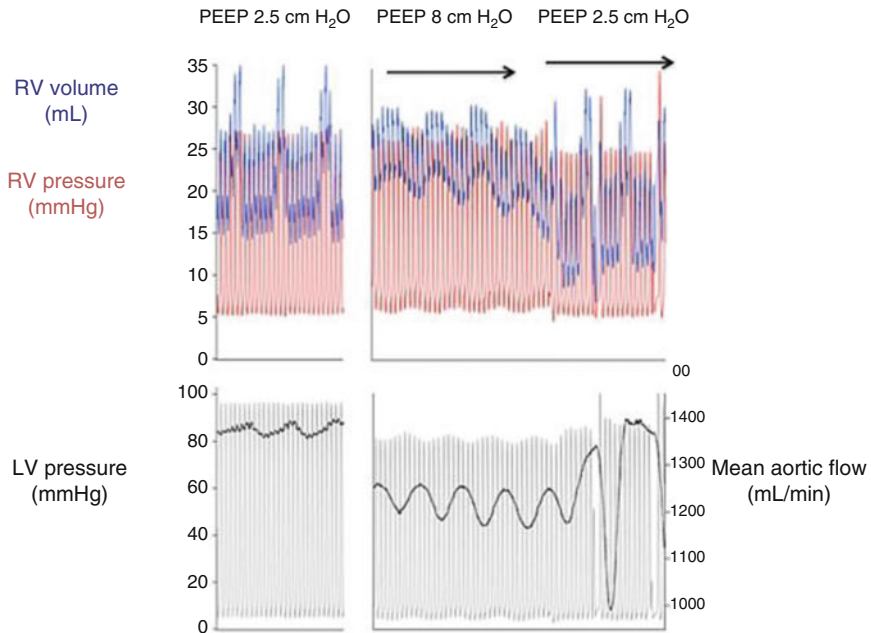 PEEP 2.5 cm H₂O PEEP 8 cm H₂O PEEP 2.5 cm H₂O
RV volume
(mL)
RV pressure
(mmHg)
35
30
25
20
15
10
5
0
00
LV pressure
(mmHg)
100
80
60
40
20
0
1400
1300
1200
1100
1000
Mean aortic flow
(mL/min)